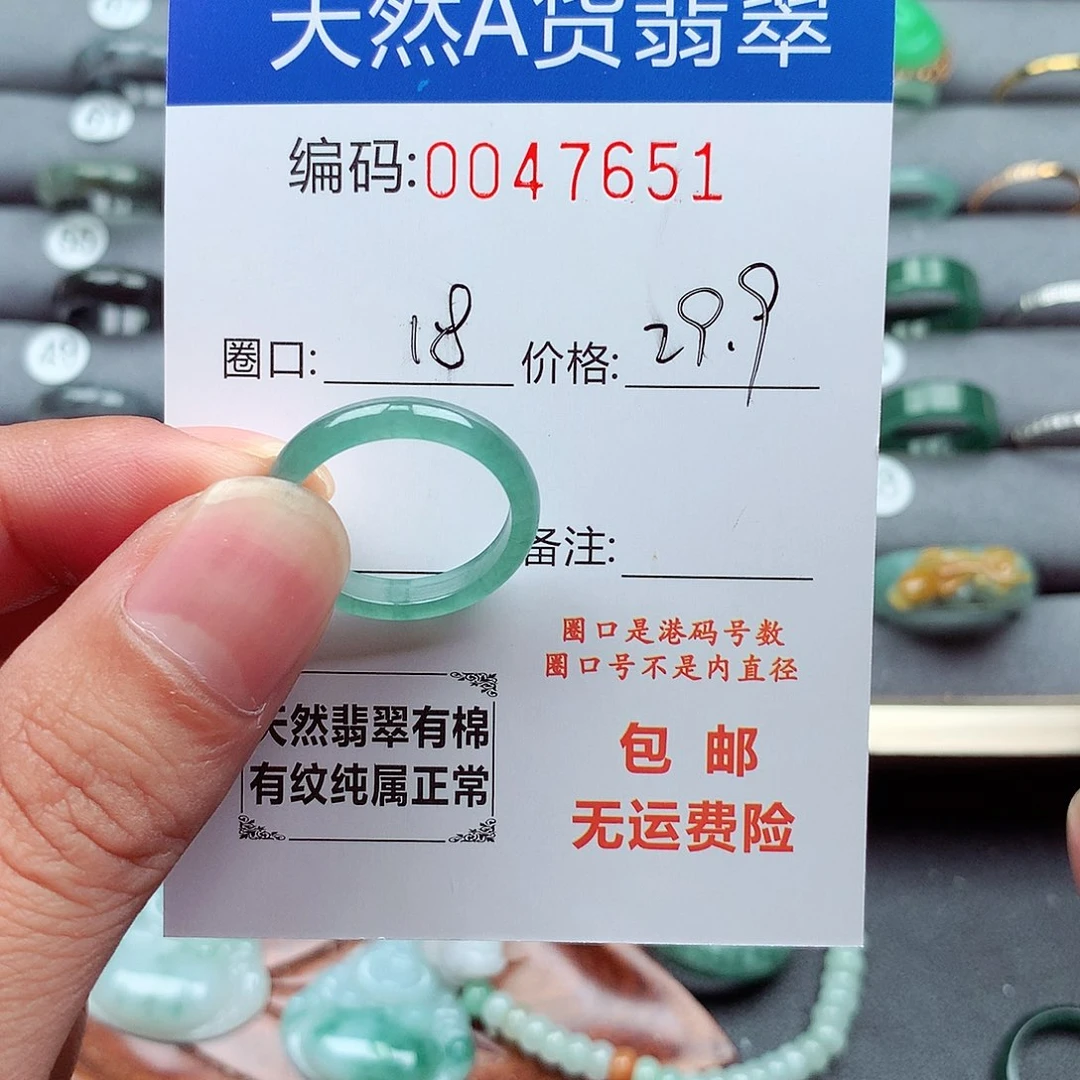 天然A货翡翠
编码:0047651
圈口: 18 价格: 29.9
备注:
圈口是港码号数
圈口号不是内直径
天然翡翠有棉
有纹纯属正常
包邮
无运费险
67
49